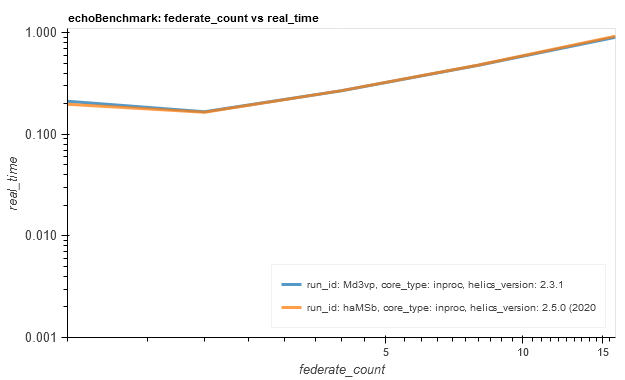 echoBenchmark: federate_count vs real_time
1.000
0.100
0.010
0.001
real_time
run_id: Md3vp, core_type: inproc, helics_version: 2.3.1
run_id: haMSb, core_type: inproc, helics_version: 2.5.0 (2020
5
10
15
federate_count